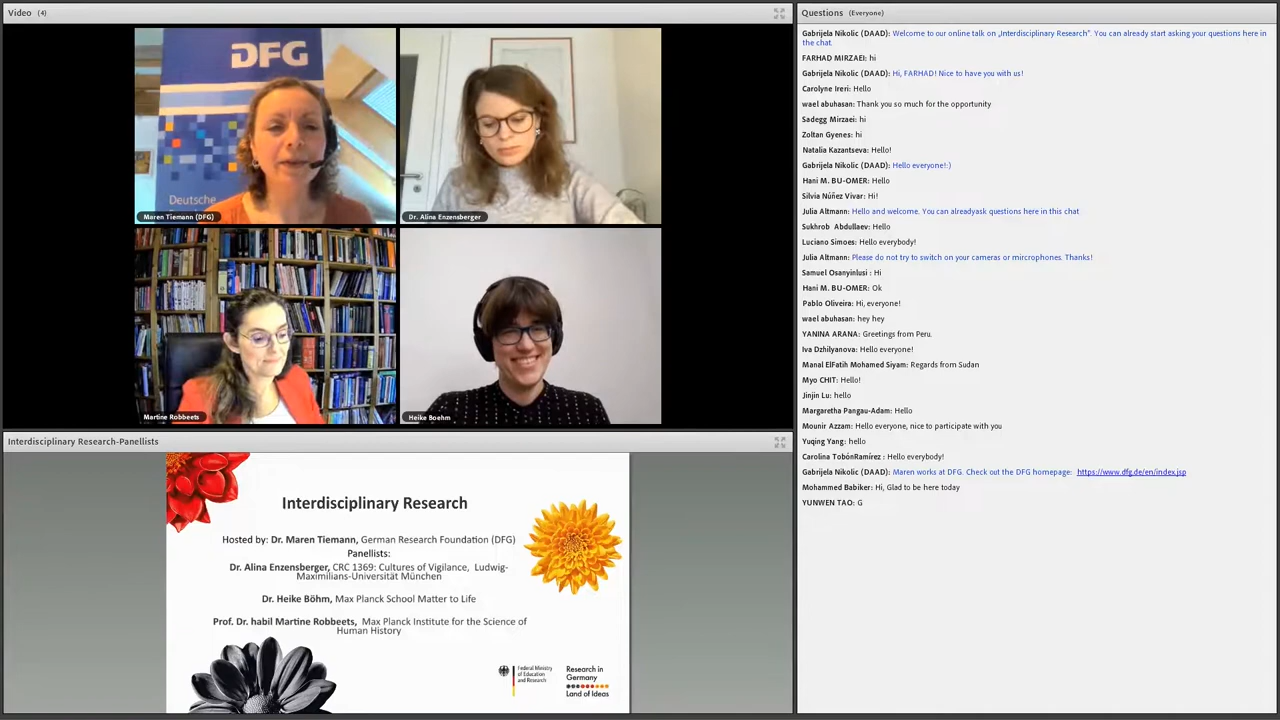 Video (4)
DFG
Deutsche
Maren Tiemann (DFG)
Dr. Alina Enzensberger
Martine Robbeets
Heike Boehm
Interdisciplinary Research-Panellists
Interdisciplinary Research
Hosted by: Dr. Maren Tiemann, German Research Foundation (DFG)
Panellists:
Dr. Alina Enzensberger, CRC 1369: Cultures of Vigilance, Ludwig-
Maximilians-Universität München
Dr. Heike Böhm, Max Planck School Matter to Life
Prof. Dr. habil Martine Robbeets, Max Planck Institute for the Science of
Human History
Federal Ministry
of Education
and Research
Research in
Germany
Land of Ideas
Questions (Everyone)
Gabrijela Nikolic (DAAD): Welcome to our online talk on „Interdisciplinary Research". You can already start asking your questions here in
the chat.
FARHAD MIRZAEI: hi
Gabrijela Nikolic (DAAD): Hi, FARHAD! Nice to have you with us!
Carolyne Ireri: Hello
wael abuhasan: Thank you so much for the opportunity
Sadegg Mirzaei: hi
Zoltan Gyenes: hi
Natalia Kazantseva: Hello!
Gabrijela Nikolic (DAAD): Hello everyone!:)
Hani M. BU-OMER: Hello
Silvia Núñez Vivar: Hi!
Julia Altmann: Hello and welcome. You can alreadyask questions here in this chat
Sukhrob Abdullaev: Hello
Luciano Simoes: Hello everybody!
Julia Altmann: Please do not try to switch on your cameras or mircrophones. Thanks!
Samuel Osanyinlusi : Hi
Hani M. BU-OMER: Ok
Pablo Oliveira: Hi, everyone!
wael abuhasan: hey hey
YANINA ARANA: Greetings from Peru.
Iva Dzhilyanova: Hello everyone!
Manal ElFatih Mohamed Siyam: Regards from Sudan
Myo CHIT: Hello!
Jinjin Lu: hello
Margaretha Pangau-Adam: Hello
Mounir Azzam: Hello everyone, nice to participate with you
Yuqing Yang: hello
Carolina TobónRamírez : Hello everybody!
Gabrijela Nikolic (DAAD): Maren works at DFG. Check out the DFG homepage: https://www.dfg.de/en/index.jsp
Mohammed Babiker: Hi, Glad to be here today
YUNWEN TAO: G